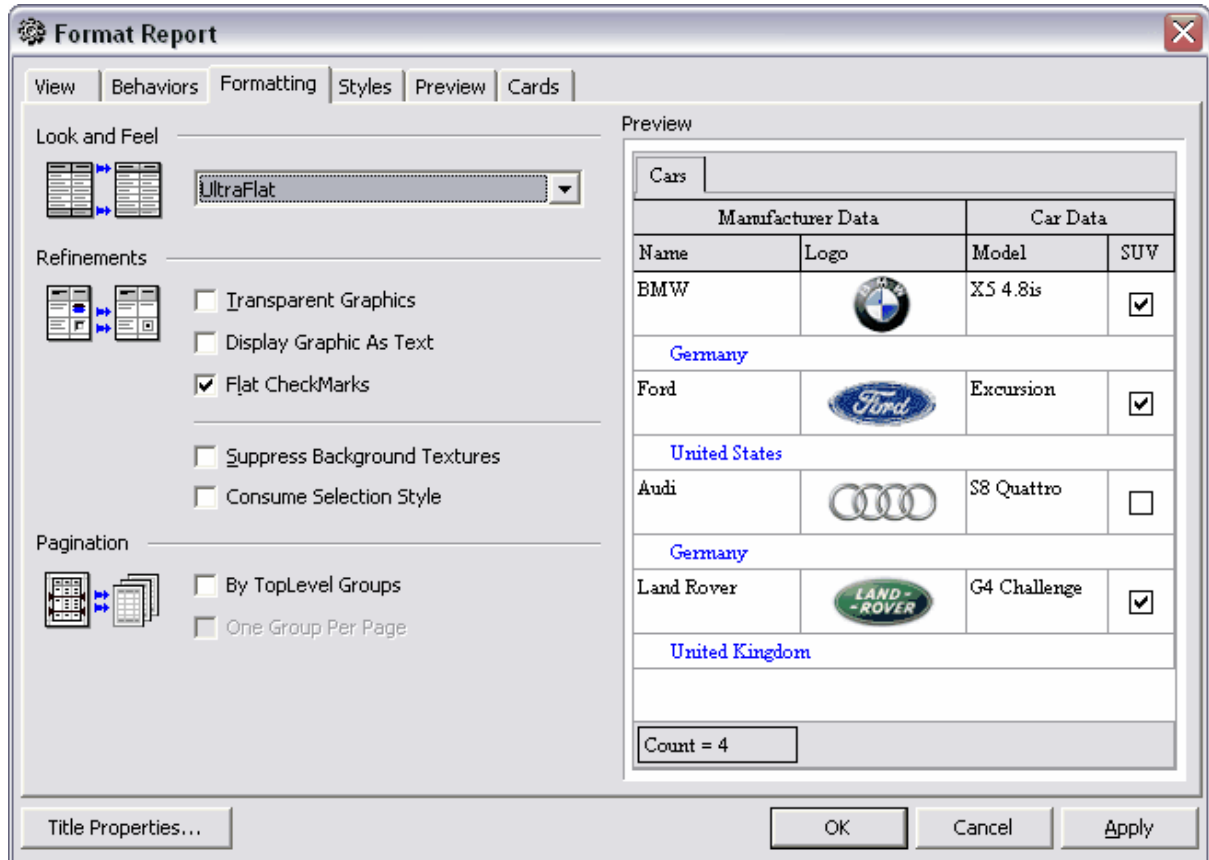 Format Report
View Behaviors Formatting Styles Preview Cards
Look and Feel
UltraFlat
Refinements
Transparent Graphics
Display Graphic As Text
Flat CheckMarks
Suppress Background Textures
Consume Selection Style
Pagination
By TopLevel Groups
One Group Per Page
Preview
Cars
Manufacturer Data Car Data
Name Logo Model SUV
BMW BMW X5 4.8is
Germany
Ford Ford Excursion
United States
Audi S8 Quattro
Germany
Land Rover LAND- G4 Challenge
-ROVER
United Kingdom
Count = 4
Title Properties... OK Cancel Apply